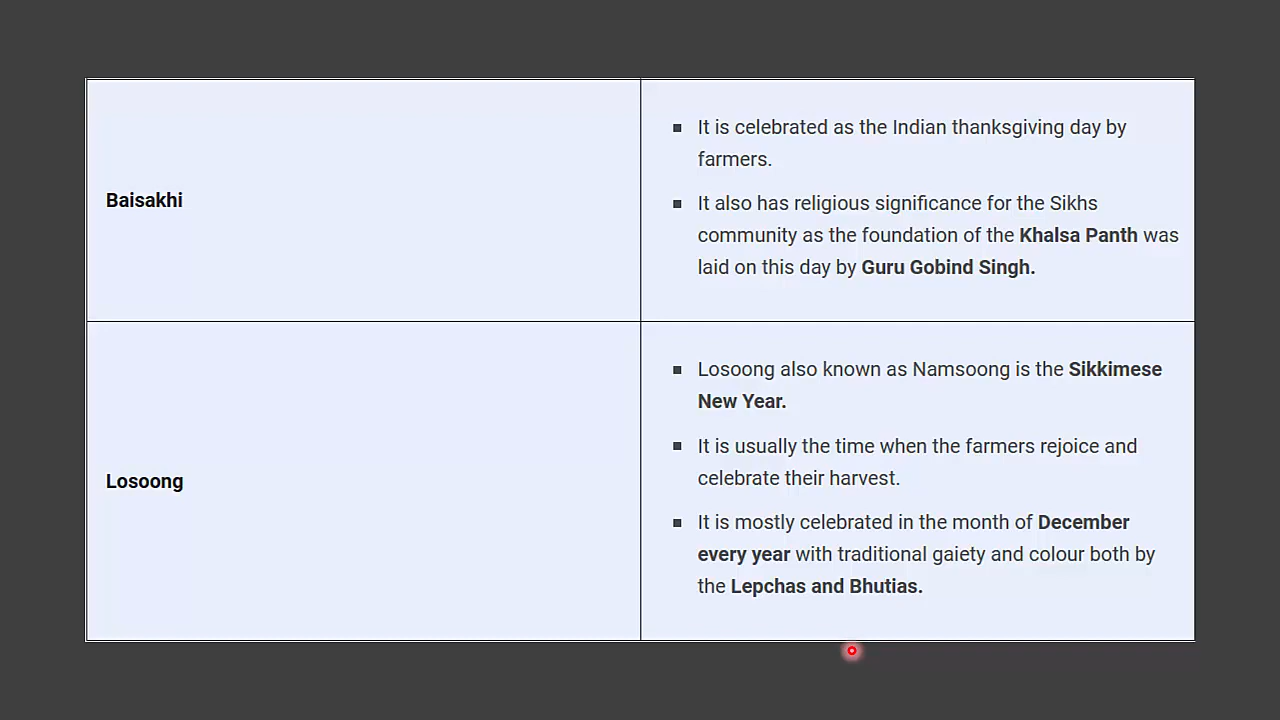 Baisakhi
It is celebrated as the Indian thanksgiving day by
farmers.
It also has religious significance for the Sikhs
community as the foundation of the Khalsa Panth was
laid on this day by Guru Gobind Singh.
Losoong
Losoong also known as Namsoong is the Sikkimese
New Year.
It is usually the time when the farmers rejoice and
celebrate their harvest.
It is mostly celebrated in the month of December
every year with traditional gaiety and colour both by
the Lepchas and Bhutias.